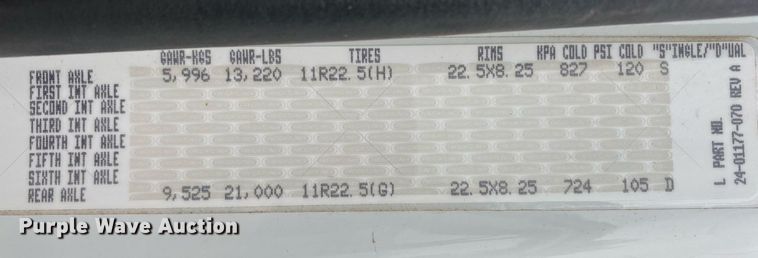 GAWR-KGS GAWR-LBS TIRES RIMS KPA COLD PSI COLD "S"INGLE/"D"UAL
FRONT AXLE 5,996 13,220 11R22.5(H) 22.5X8.25 827 120 S
FIRST INT AXLE
SECOND INT AXLE
THIRD INT AXLE
FOURTH INT AXLE
FIFTH INT AXLE
SIXTH INT AXLE
REAR AXLE 9,525 21,000 11R22.5(G) 22.5X8.25 724 105 D
L PART NO.
24-01177-070 REV A
Purple Wave Auction